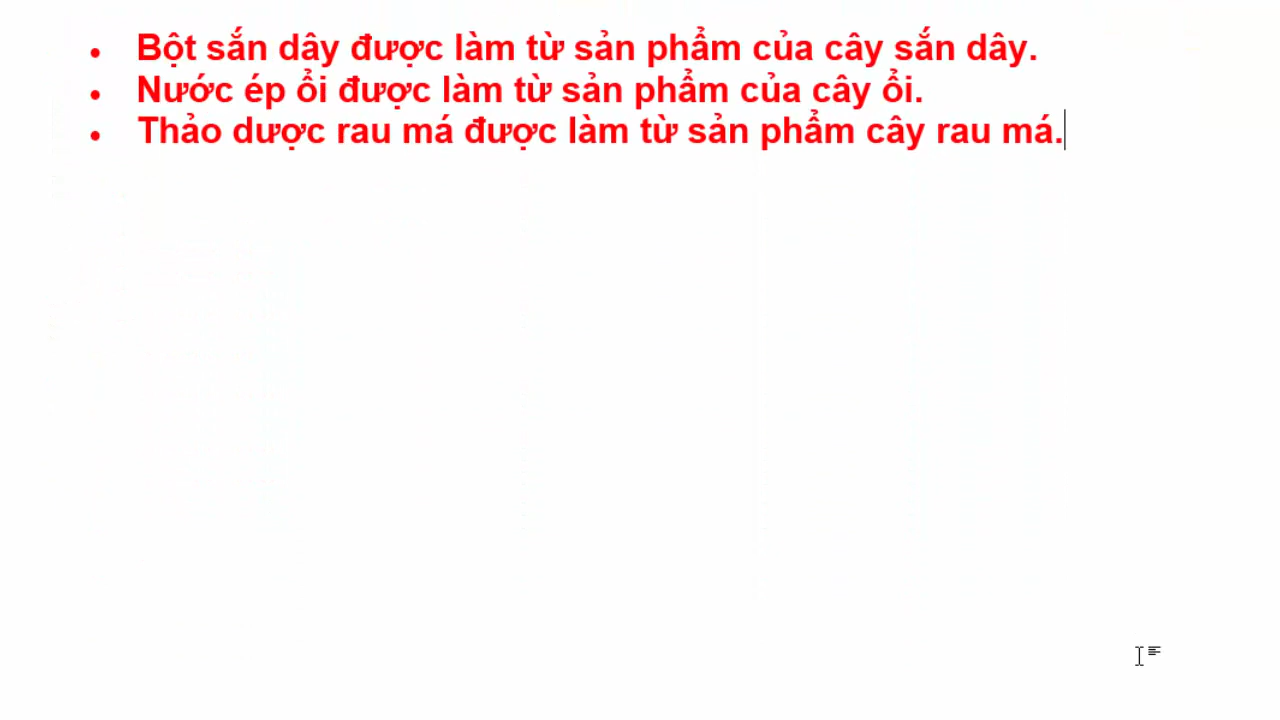 • Bột sắn dây được làm từ sản phẩm của cây sắn dây.
• Nước ép ổi được làm từ sản phẩm của cây ổi.
• Thảo dược rau má được làm từ sản phẩm cây rau má.